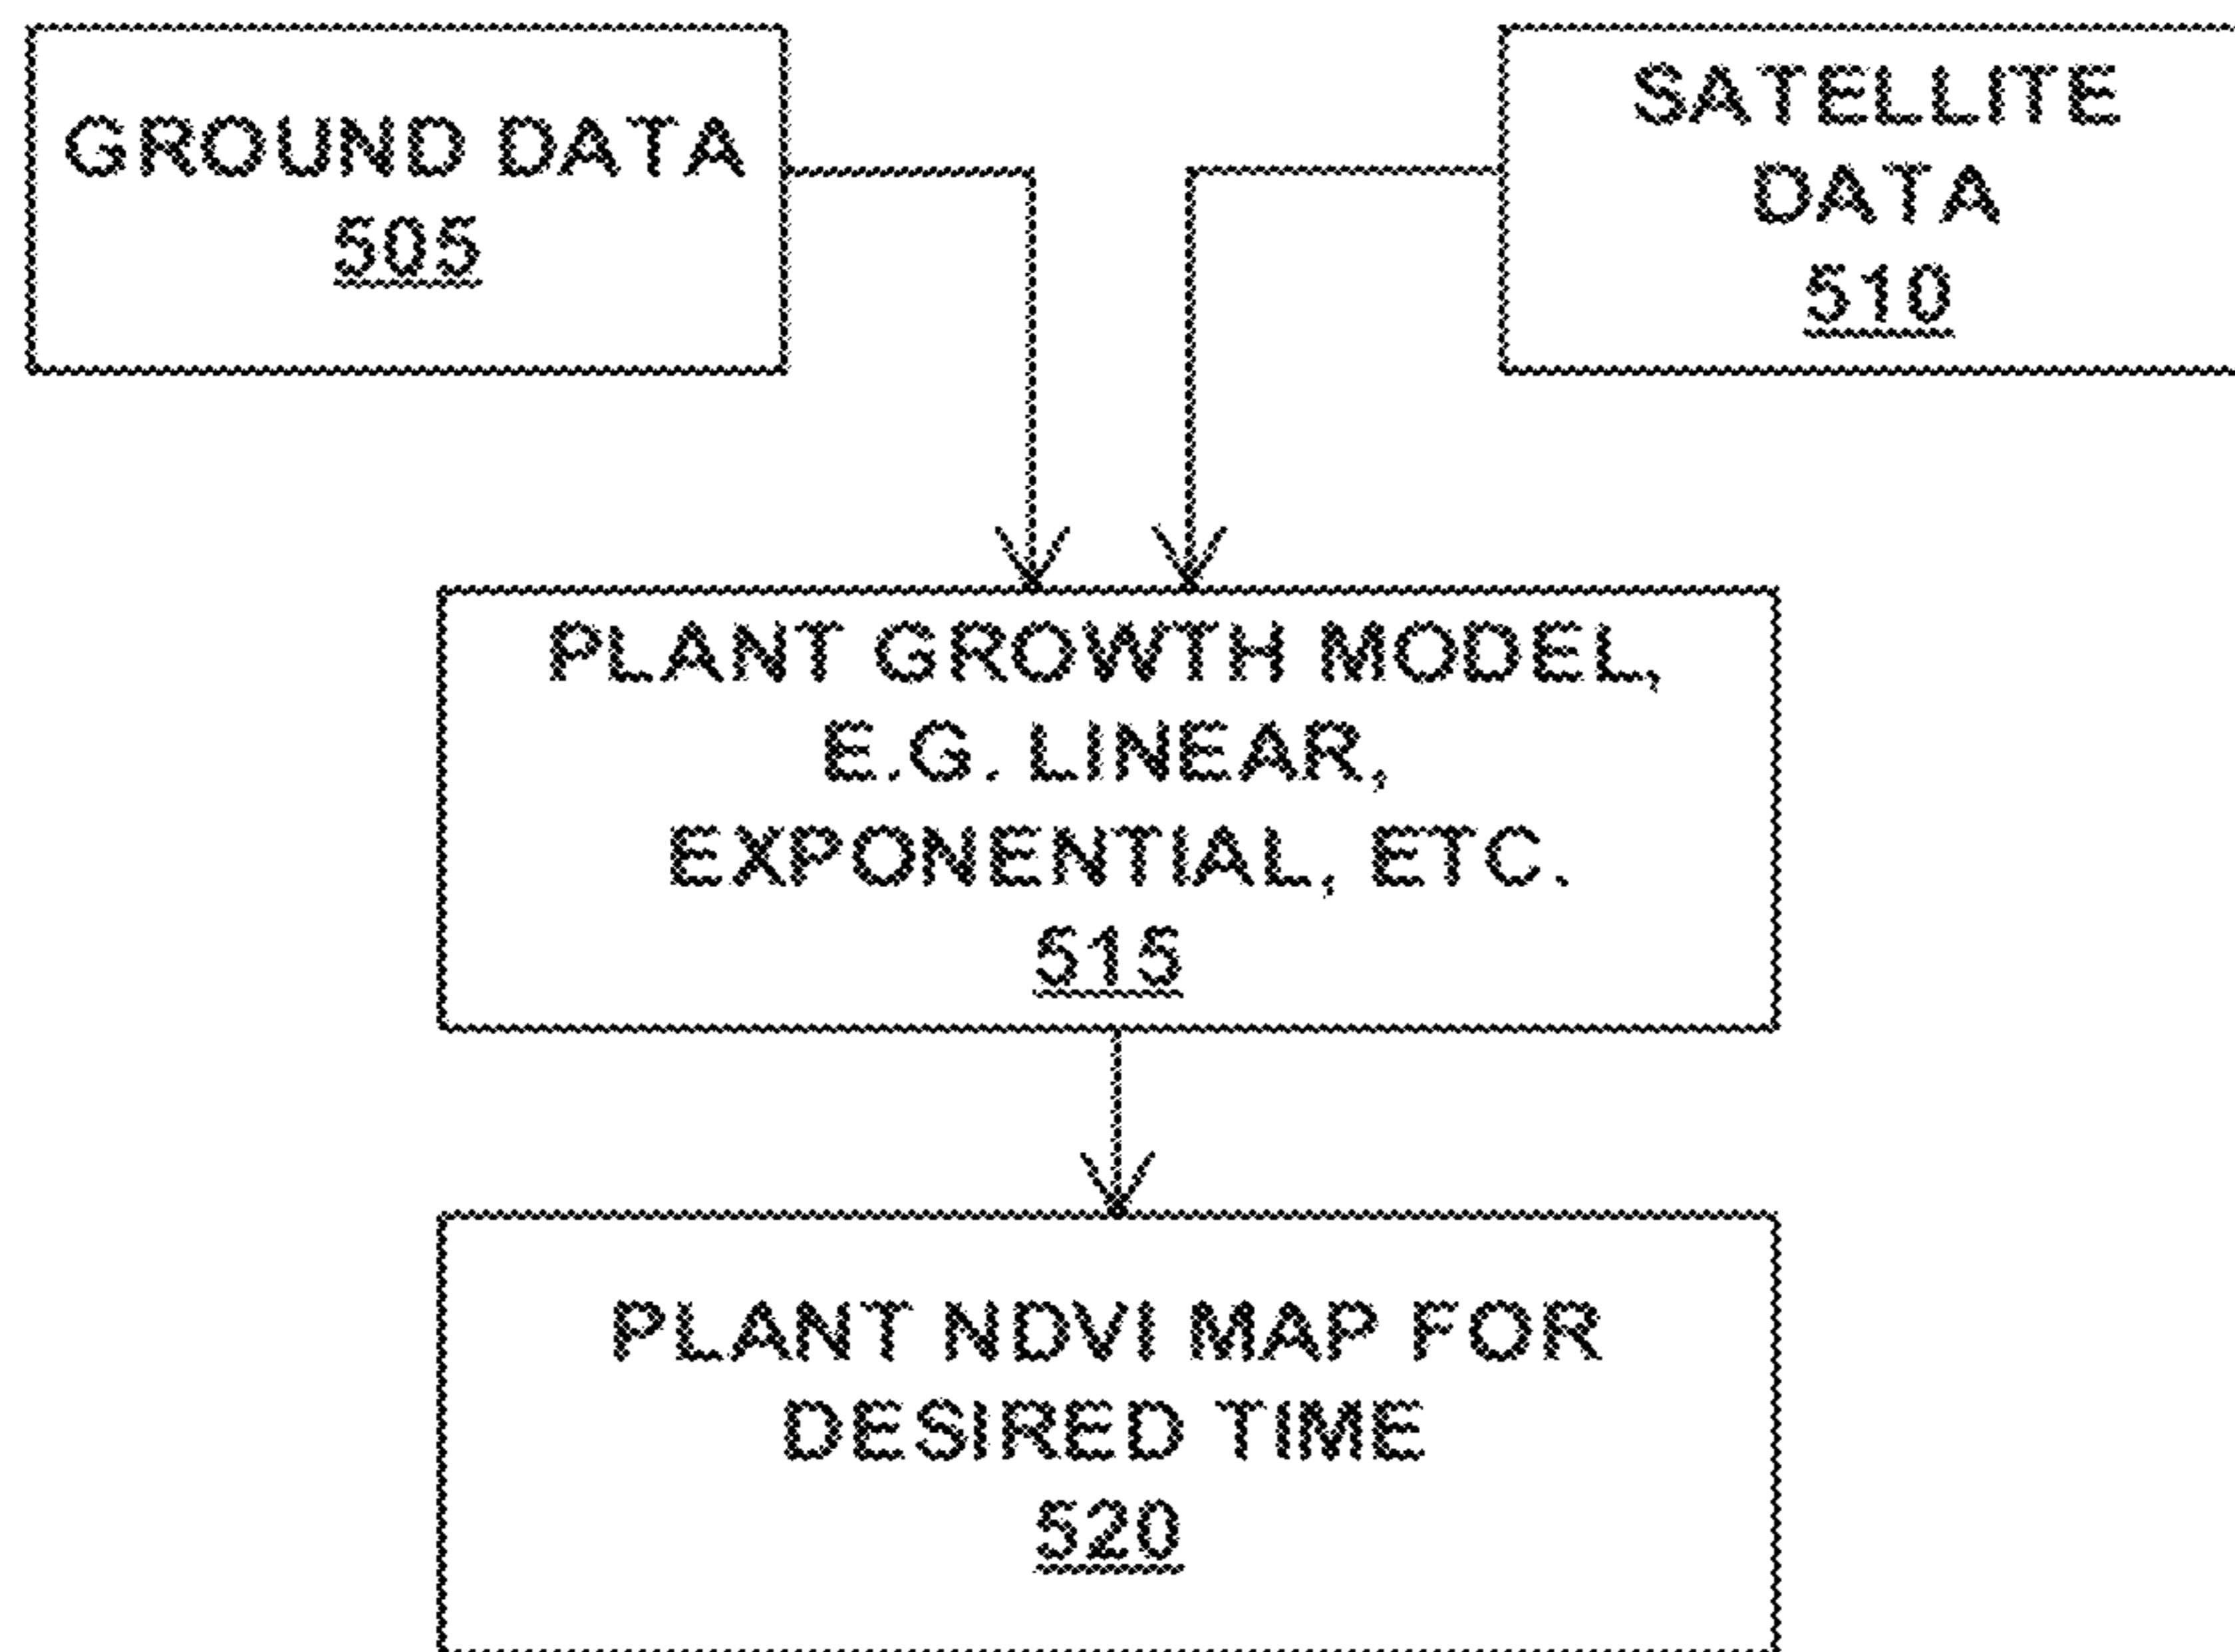 GROUND DATA
505
SATELLITE
DATA
510
PLANT GROWTH MODEL,
E.G. LINEAR,
EXPONENTIAL, ETC.
515
PLANT NDVI MAP FOR
DESIRED TIME
520